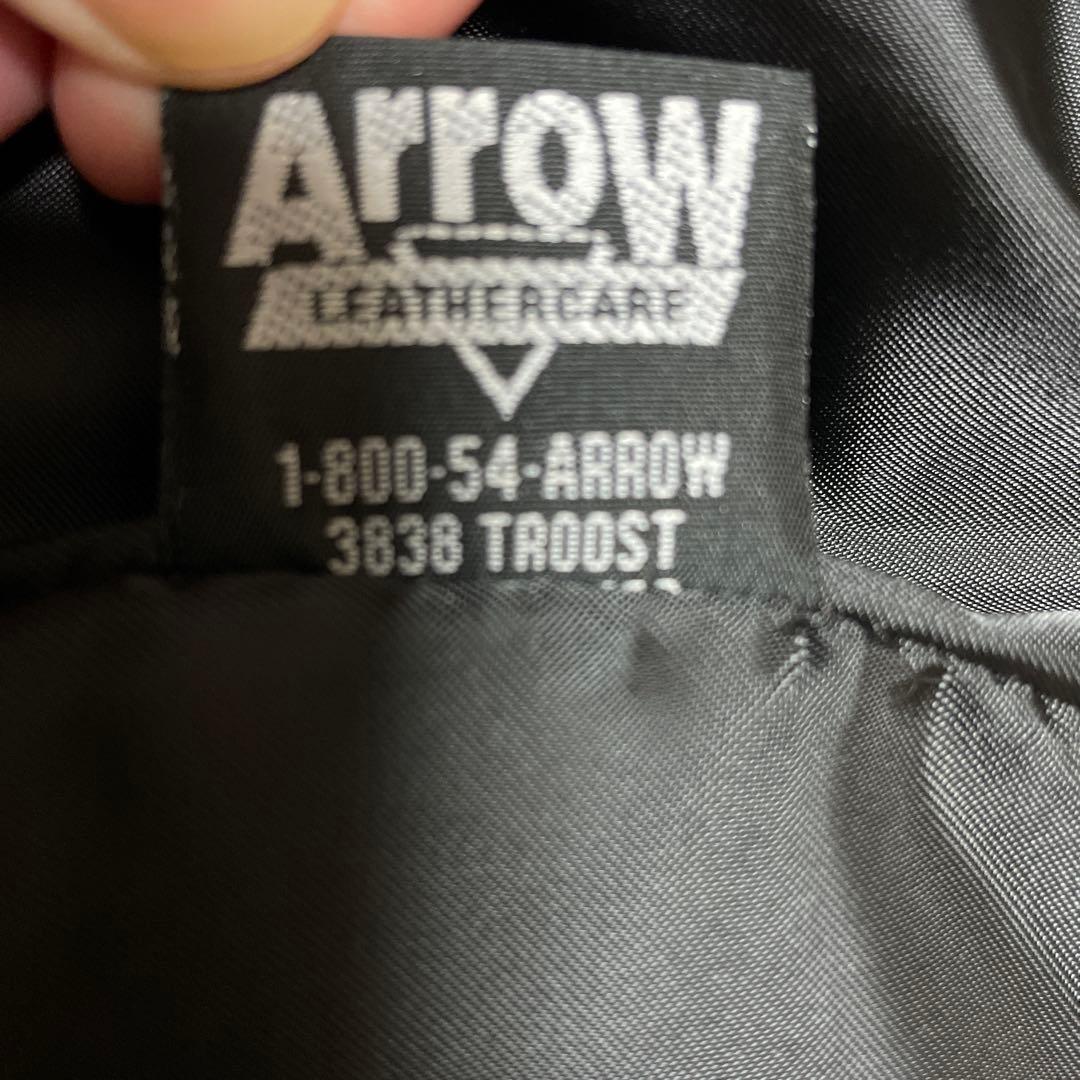 Arrow
LEATHERCARE
1-800-54-ARROW
3838 TROOST